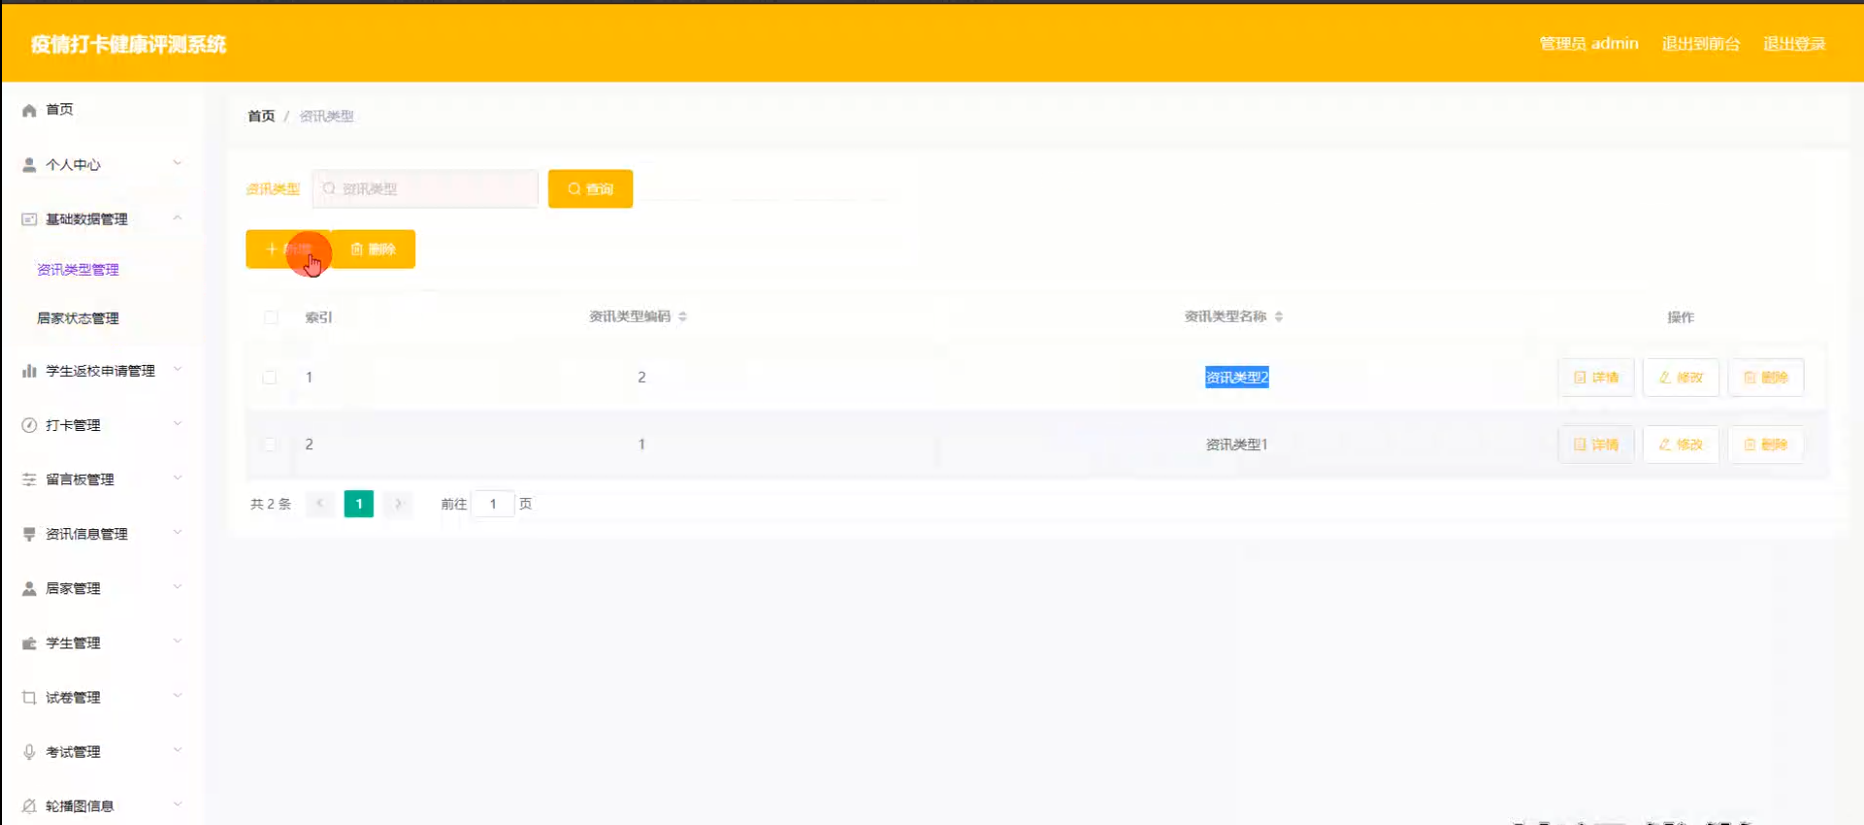 疫情打卡健康评测系统
管理员 admin 退出到前台 退出登录
首页
个人中心
基础数据管理
资讯类型管理
居家状态管理
学生返校申请管理
打卡管理
留言板管理
资讯信息管理
居家管理
学生管理
试卷管理
考试管理
轮播图信息
首页 / 资讯类型
资讯类型 资讯类型 查询
删除
索引 资讯类型编码 资讯类型名称 操作
1 2 资讯类型2 详情 修改 删除
2 1 资讯类型1 详情 修改 删除
共 2 条 < 1 > 前往 1 页